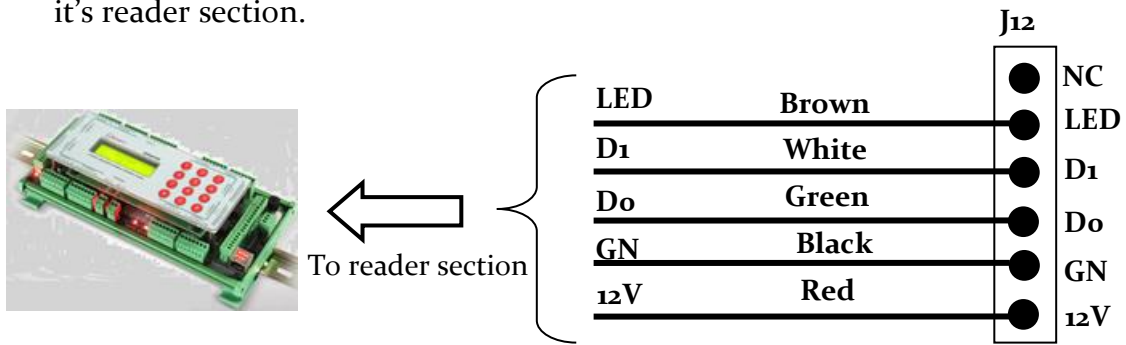 it's reader section.
J12
NC
LED Brown LED
D1 White D1
D0 Green D0
GN Black GN
To reader section
12V Red 12V